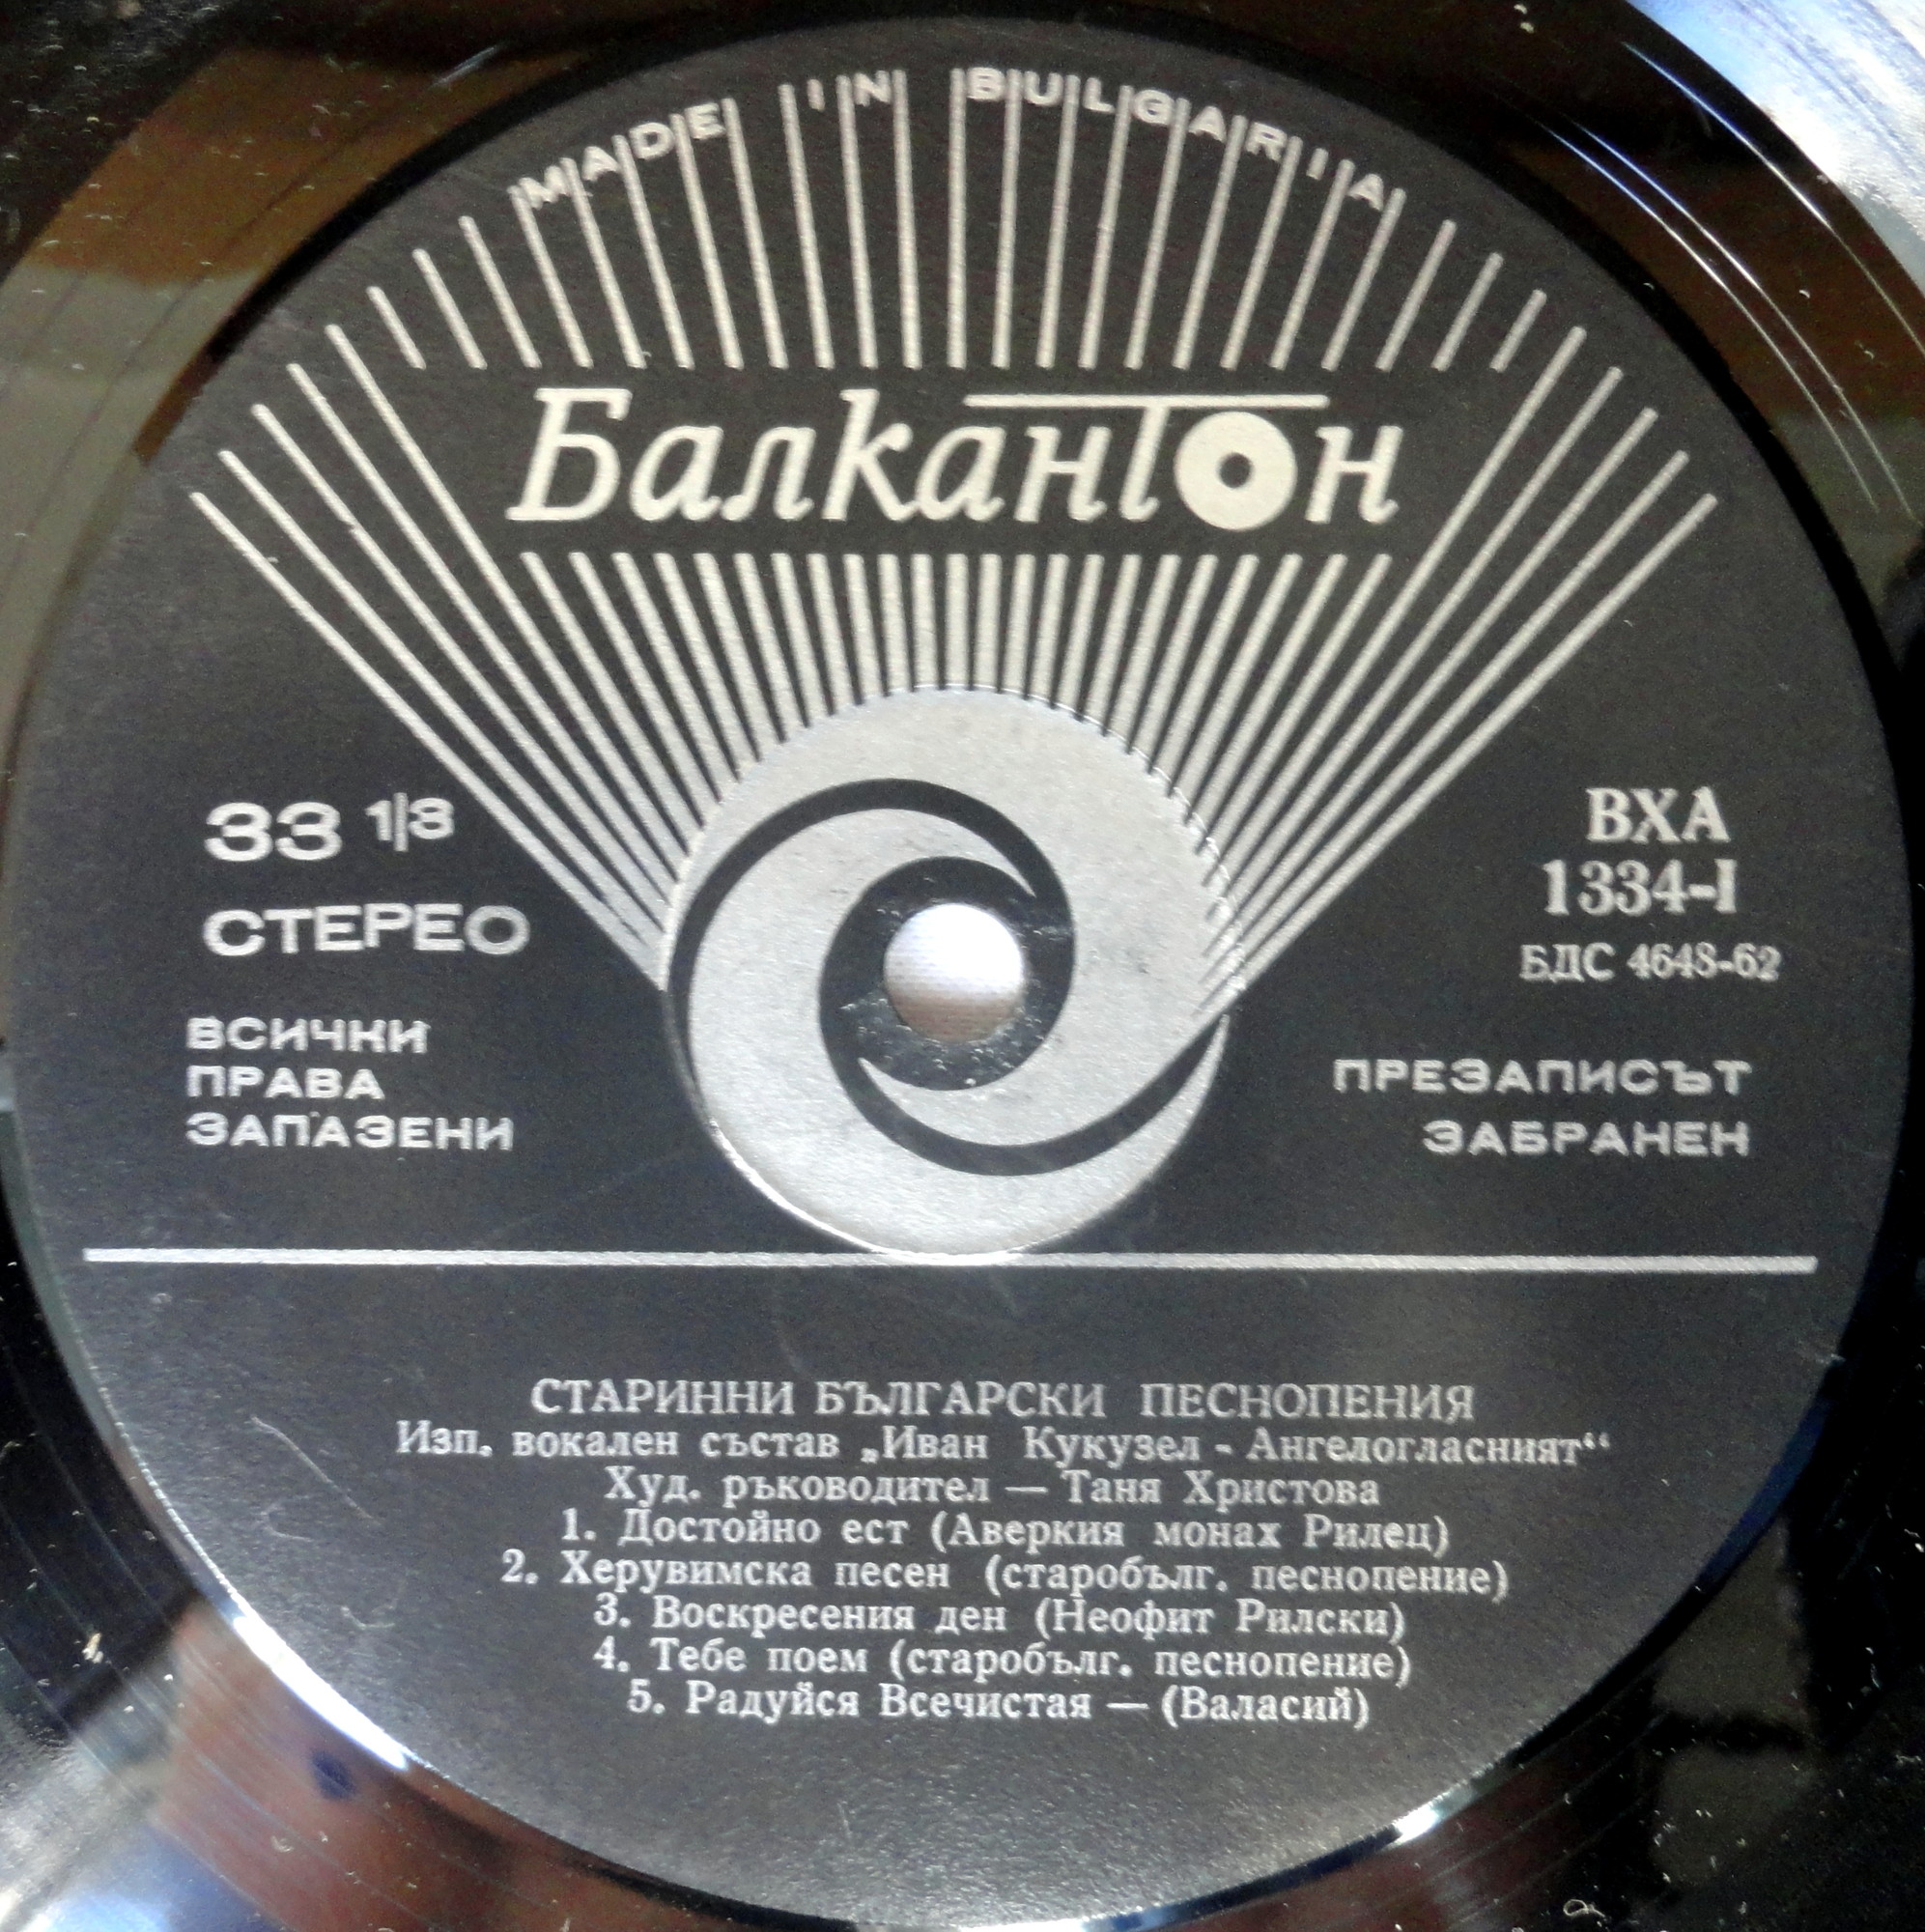 MADE IN BULGARIA
Балкантон
33 1/3
СТЕРЕО
ВСИЧКИ
ПРАВА
ЗАПАЗЕНИ
ВХА
1334-I
БДС 4648-62
ПРЕЗАПИСЪТ
ЗАБРАНЕН
СТАРИННИ БЪЛГАРСКИ ПЕСНОПЕНИЯ
Изп. вокален състав „Иван Кукузел - Ангелогласният“
Худ. ръководител — Таня Христова
1. Достойно ест (Аверкия монах Рилец)
2. Херувимска песен (старобълг. песнопение)
3. Воскресения ден (Неофит Рилски)
4. Тебе поем (старобълг. песнопение)
5. Радуйся Всечистая — (Валасий)